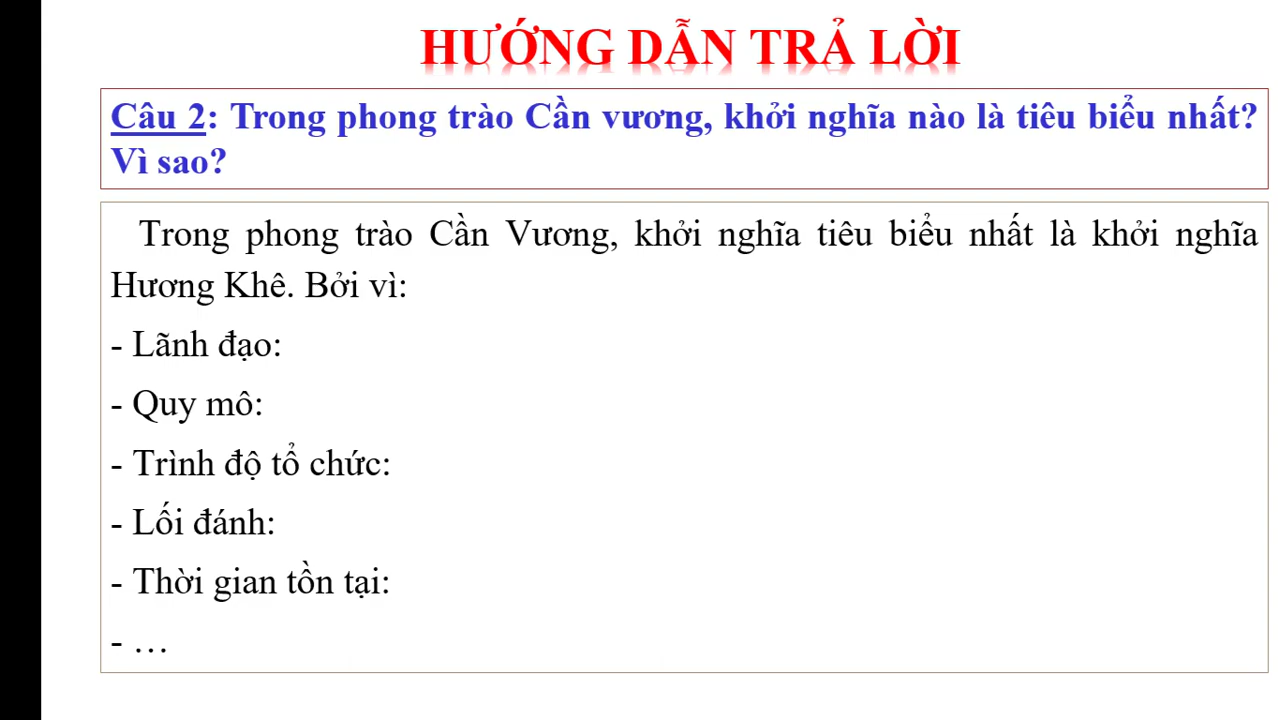 HƯỚNG DẪN TRẢ LỜI
Câu 2: Trong phong trào Cần vương, khởi nghĩa nào là tiêu biểu nhất?
Vì sao?
Trong phong trào Cần Vương, khởi nghĩa tiêu biểu nhất là khởi nghĩa
Hương Khê. Bởi vì:
- Lãnh đạo:
- Quy mô:
- Trình độ tổ chức:
- Lối đánh:
- Thời gian tồn tại:
- …